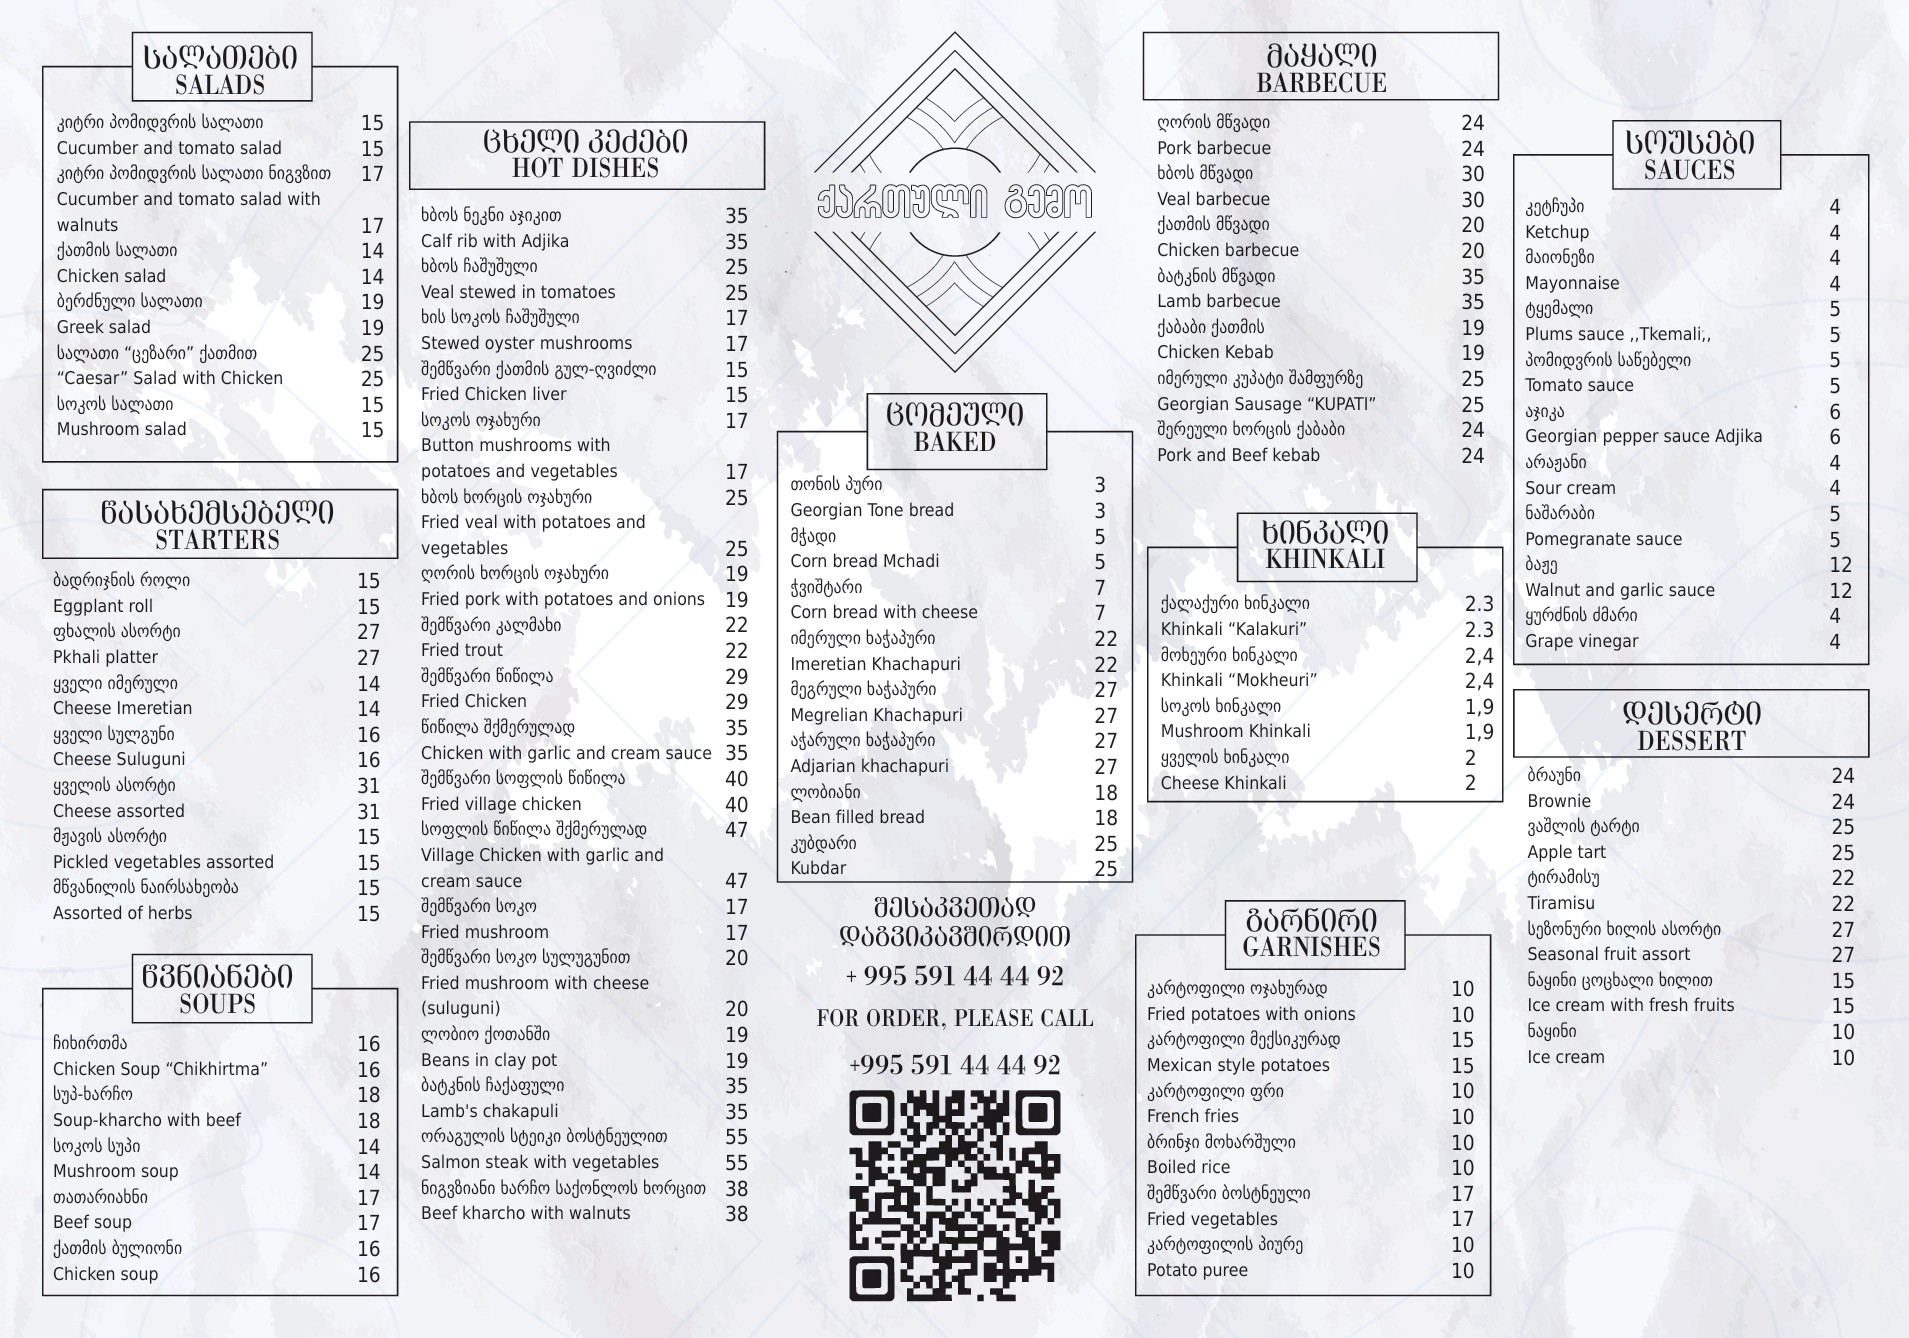 სალათები
SALADS
კიტრი პომიდვრის სალათი 15
Cucumber and tomato salad 15
კიტრი პომიდვრის სალათი ნიგვზით 17
Cucumber and tomato salad with
walnuts 17
ქათმის სალათი 14
Chicken salad 14
ბერძნული სალათი 19
Greek salad 19
სალათი “ცეზარი” ქათმით 25
“Caesar” Salad with Chicken 25
სოკოს სალათი 15
Mushroom salad 15
წასახემსებელი
STARTERS
ბადრიჯნის როლი 15
Eggplant roll 15
ფხალის ასორტი 27
Pkhali platter 27
ყველი იმერული 14
Cheese Imeretian 14
ყველი სულგუნი 16
Cheese Suluguni 16
ყველის ასორტი 31
Cheese assorted 31
მჟავის ასორტი 15
Pickled vegetables assorted 15
მწვანილის ნაირსახეობა 15
Assorted of herbs 15
წვნიანები
SOUPS
ჩიხირთმა 16
Chicken Soup “Chikhirtma” 16
სუპ-ხარჩო 18
Soup-kharcho with beef 18
სოკოს სუპი 14
Mushroom soup 14
თათარიახნი 17
Beef soup 17
ქათმის ბულიონი 16
Chicken soup 16
ცხელი კეძები
HOT DISHES
ხბოს ნეკნი აჯიკით 35
Calf rib with Adjika 35
ხბოს ჩაშუშული 25
Veal stewed in tomatoes 25
ხის სოკოს ჩაშუშული 17
Stewed oyster mushrooms 17
შემწვარი ქათმის გულ-ღვიძლი 15
Fried Chicken liver 15
სოკოს ოჯახური 17
Button mushrooms with
potatoes and vegetables 17
ხბოს ხორცის ოჯახური 25
Fried veal with potatoes and
vegetables 25
ღორის ხორცის ოჯახური 19
Fried pork with potatoes and onions 19
შემწვარი კალმახი 22
Fried trout 22
შემწვარი წიწილა 29
Fried Chicken 29
წიწილა შქმერულად 35
Chicken with garlic and cream sauce 35
შემწვარი სოფლის წიწილა 40
Fried village chicken 40
სოფლის წიწილა შქმერულად 47
Village Chicken with garlic and
cream sauce 47
შემწვარი სოკო 17
Fried mushroom 17
შემწვარი სოკო სულუგუნით 20
Fried mushroom with cheese
(suluguni) 20
ლობიო ქოთანში 19
Beans in clay pot 19
ბატკნის ჩაქაფული 35
Lamb's chakapuli 35
ორაგულის სტეიკი ბოსტნეულით 55
Salmon steak with vegetables 55
ნიგვზიანი ხარჩო საქონლოს ხორცით 38
Beef kharcho with walnuts 38
ქართული გემო
ცომეული
BAKED
თონის პური 3
Georgian Tone bread 3
მჭადი 5
Corn bread Mchadi 5
ჭვიშტარი 7
Corn bread with cheese 7
იმერული ხაჭაპური 22
Imeretian Khachapuri 22
მეგრული ხაჭაპური 27
Megrelian Khachapuri 27
აჭარული ხაჭაპური 27
Adjarian khachapuri 27
ლობიანი 18
Bean filled bread 18
კუბდარი 25
Kubdar 25
შესაკვეთად
დაგვიკავშირდით
+ 995 591 44 44 92
FOR ORDER, PLEASE CALL
+995 591 44 44 92
მაყალი
BARBECUE
ღორის მწვადი 24
Pork barbecue 24
ხბოს მწვადი 30
Veal barbecue 30
ქათმის მწვადი 20
Chicken barbecue 20
ბატკნის მწვადი 35
Lamb barbecue 35
ქაბაბი ქათმის 19
Chicken Kebab 19
იმერული კუპატი შამფურზე 25
Georgian Sausage “KUPATI” 25
შერეული ხორცის ქაბაბი 24
Pork and Beef kebab 24
ხინკალი
KHINKALI
ქალაქური ხინკალი 2.3
Khinkali “Kalakuri” 2.3
მოხეური ხინკალი 2,4
Khinkali “Mokheuri” 2,4
სოკოს ხინკალი 1,9
Mushroom Khinkali 1,9
ყველის ხინკალი 2
Cheese Khinkali 2
გარნირი
GARNISHES
კარტოფილი ოჯახურად 10
Fried potatoes with onions 10
კარტოფილი მექსიკურად 15
Mexican style potatoes 15
კარტოფილი ფრი 10
French fries 10
ბრინჯი მოხარშული 10
Boiled rice 10
შემწვარი ბოსტნეული 17
Fried vegetables 17
კარტოფილის პიურე 10
Potato puree 10
სოუსები
SAUCES
კეტჩუპი 4
Ketchup 4
მაიონეზი 4
Mayonnaise 4
ტყემალი 5
Plums sauce ,,Tkemali,, 5
პომიდვრის საწებელი 5
Tomato sauce 5
აჯიკა 6
Georgian pepper sauce Adjika 6
არაჟანი 4
Sour cream 4
ნაშარაბი 5
Pomegranate sauce 5
ბაჟე 12
Walnut and garlic sauce 12
ყურძნის ძმარი 4
Grape vinegar 4
დესერტი
DESSERT
ბრაუნი 24
Brownie 24
ვაშლის ტარტი 25
Apple tart 25
ტირამისუ 22
Tiramisu 22
სეზონური ხილის ასორტი 27
Seasonal fruit assort 27
ნაყინი ცოცხალი ხილით 15
Ice cream with fresh fruits 15
ნაყინი 10
Ice cream 10